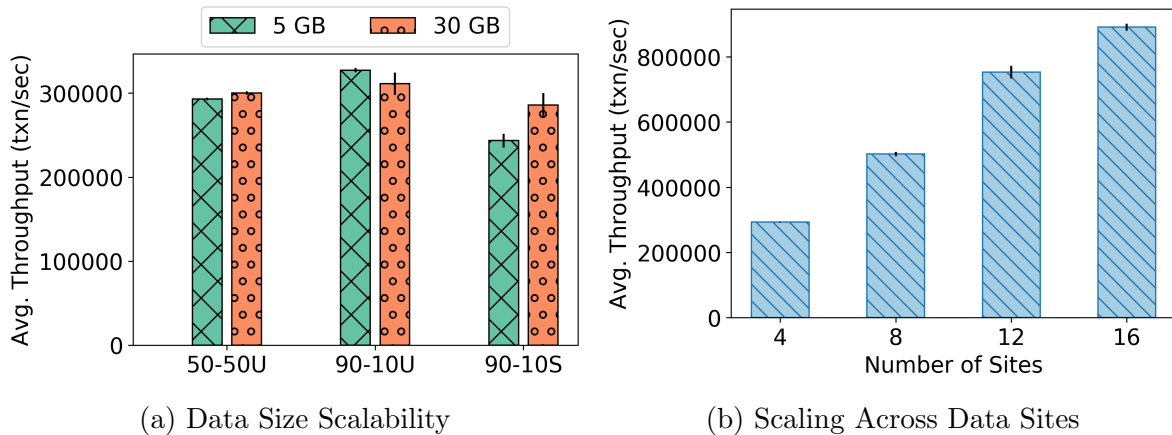 5 GB
30 GB
Avg. Throughput (txn/sec)
300000
200000
100000
0
50-50U
90-10U
90-10S
(a) Data Size Scalability
Avg. Throughput (txn/sec)
800000
600000
400000
200000
0
4
8
12
16
Number of Sites
(b) Scaling Across Data Sites